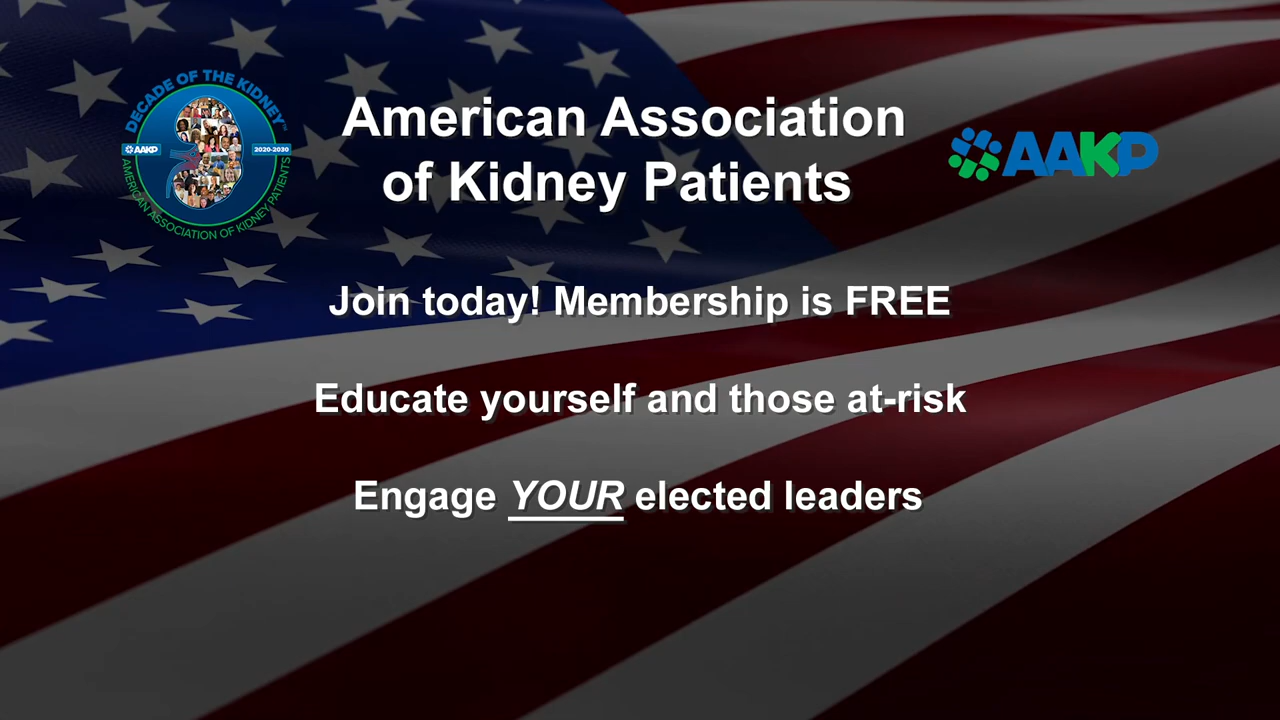 DECADE OF THE KIDNEY™
AAKP
2020-2030
AMERICAN ASSOCIATION OF KIDNEY PATIENTS
American Association
of Kidney Patients
AAKP
Join today! Membership is FREE
Educate yourself and those at-risk
Engage YOUR elected leaders